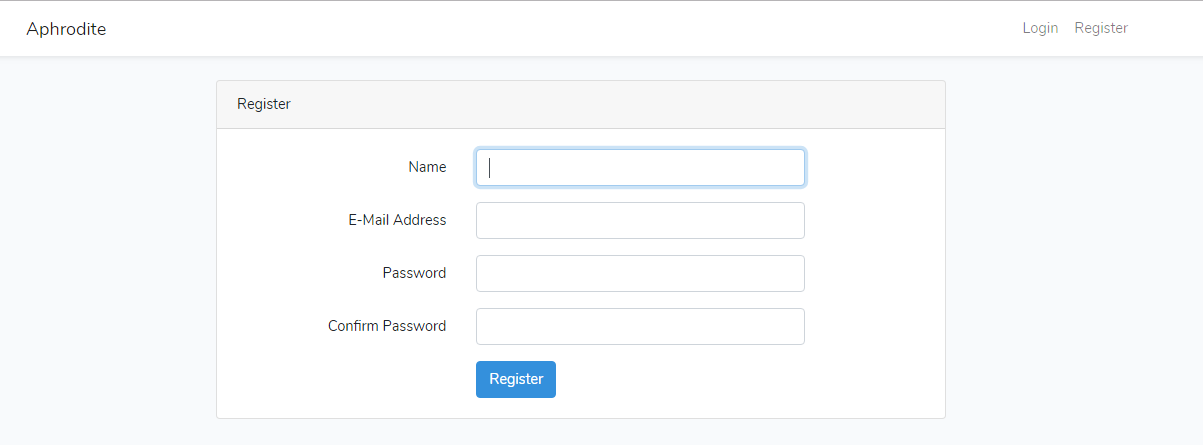 Aphrodite
Login Register
Register
Name
E-Mail Address
Password
Confirm Password
Register